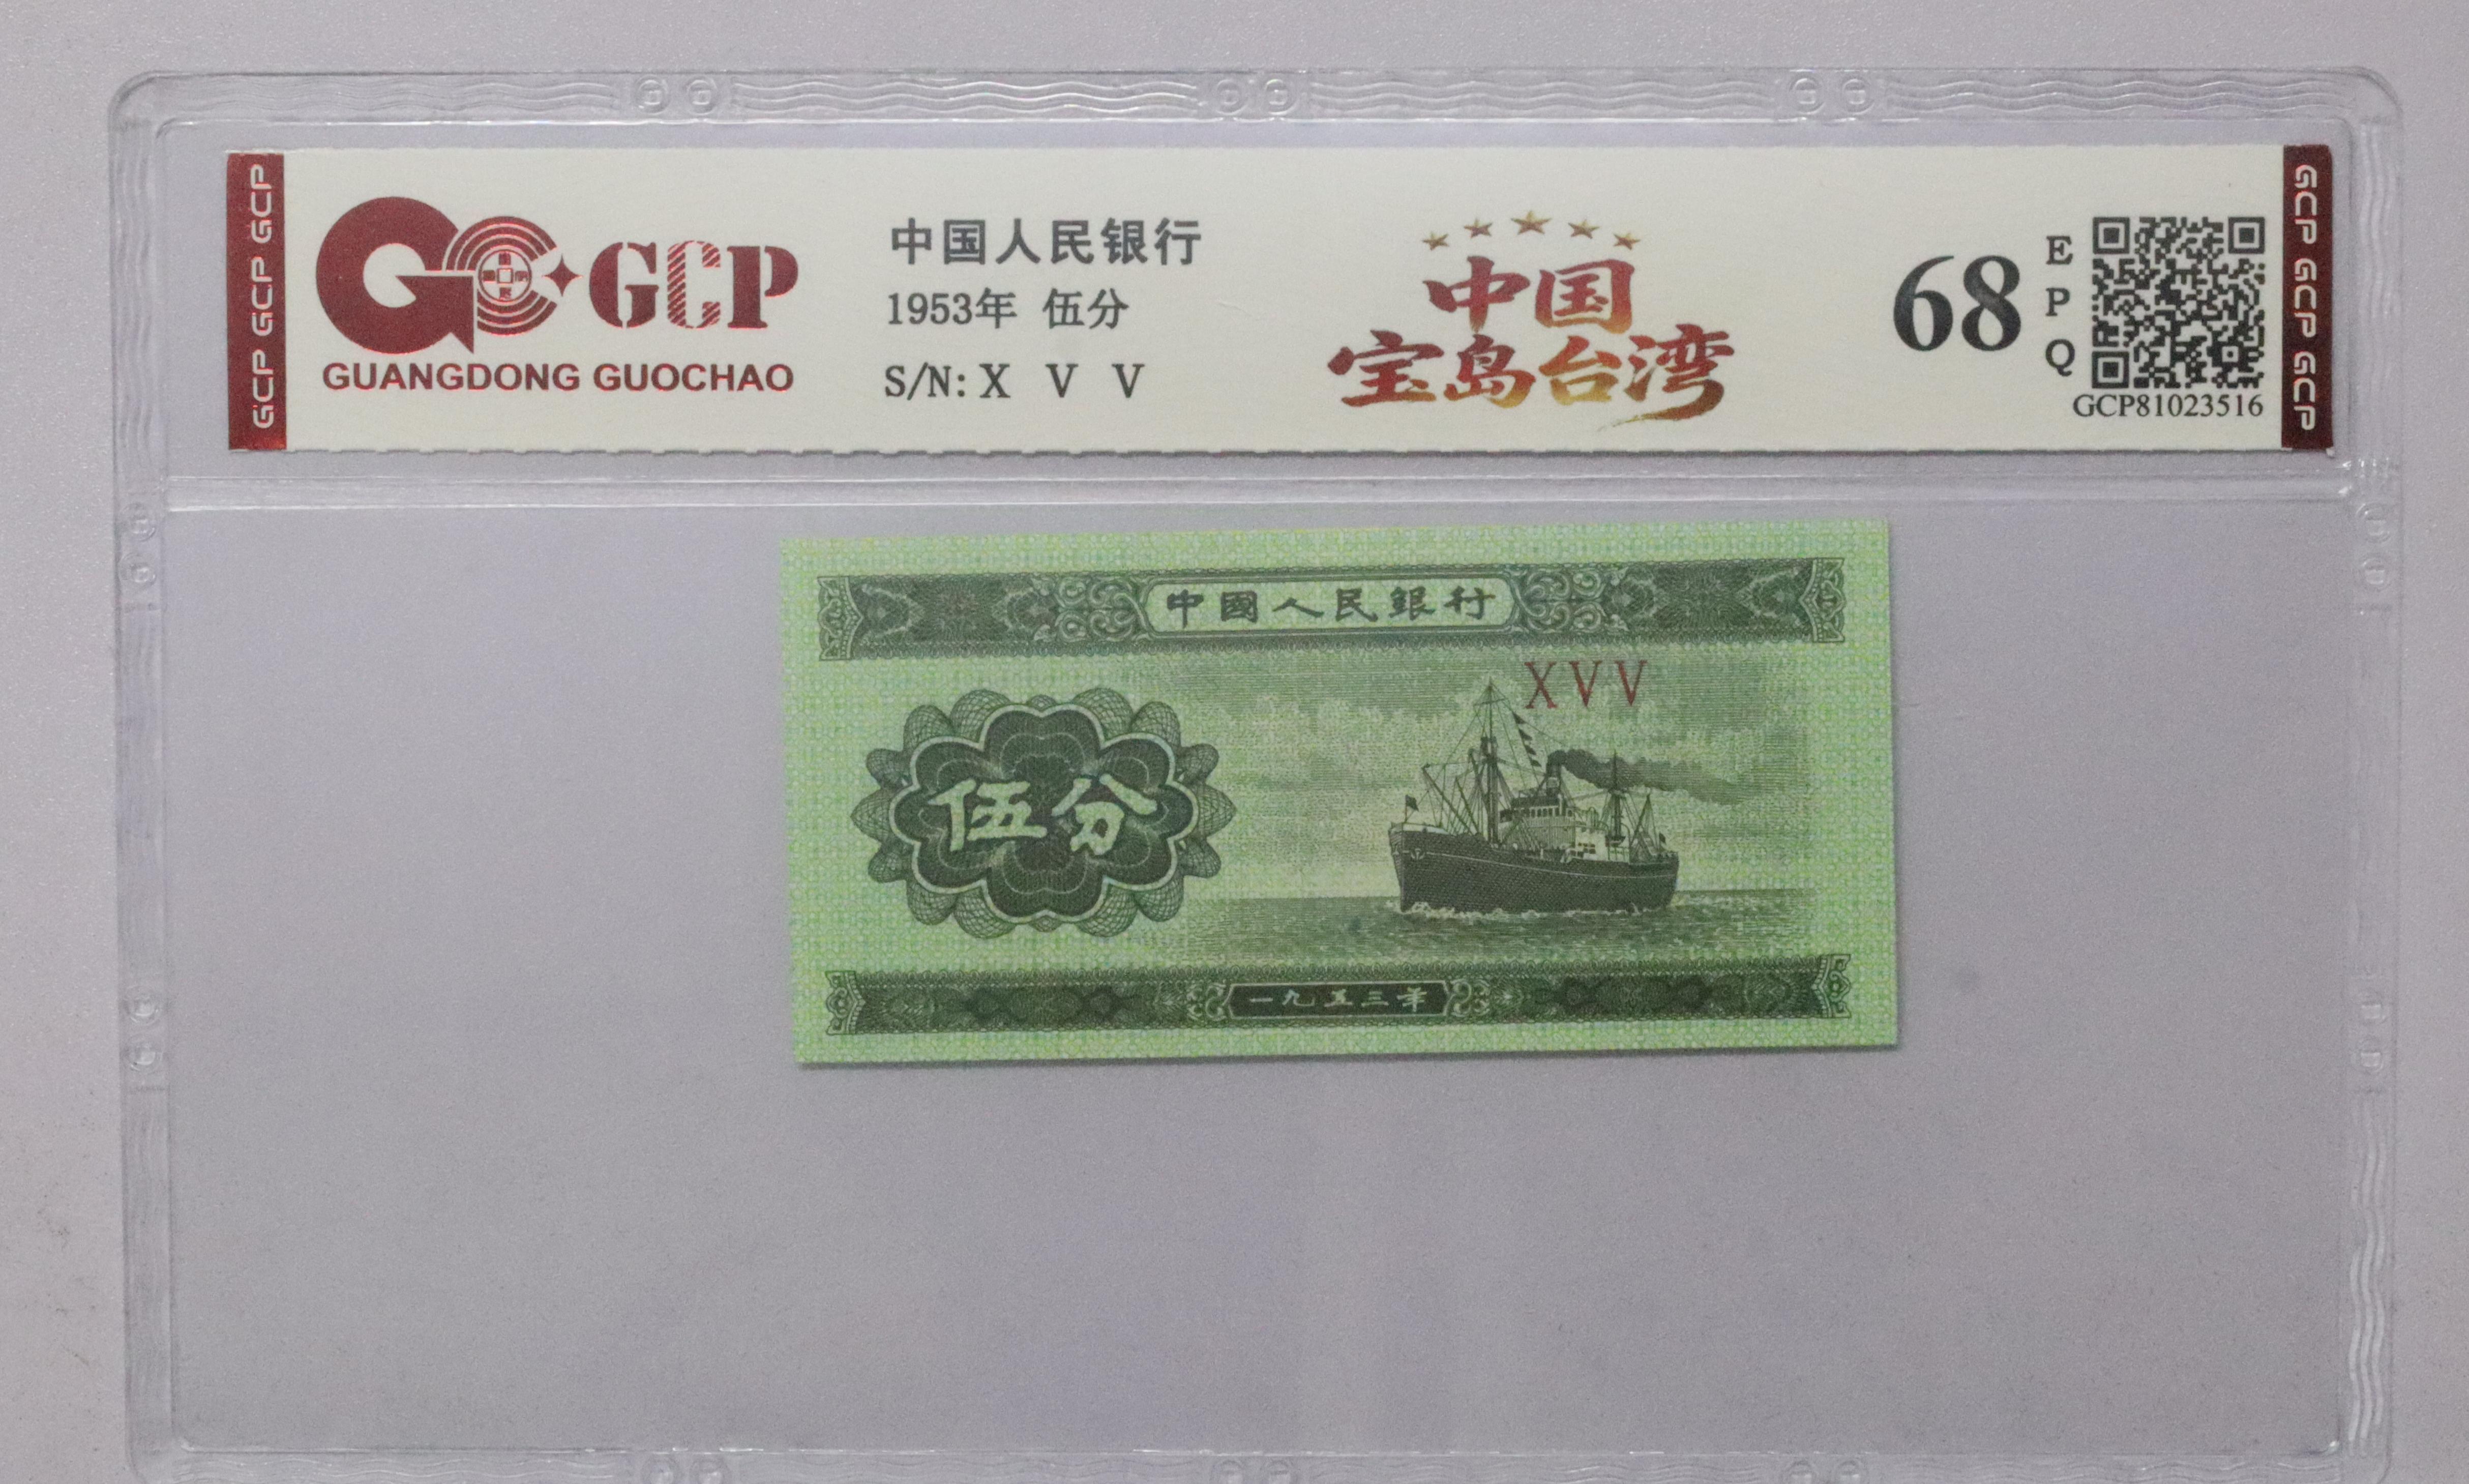 GCP GCP GCP
GCP
GUANGDONG GUOCHAO
中国人民银行
1953年 伍分
S/N: X V V
中国
宝岛台湾
68
E
P
Q
GCP81023516
GCP GCP GCP
中國人民銀行
XVV
伍分
一九五三年